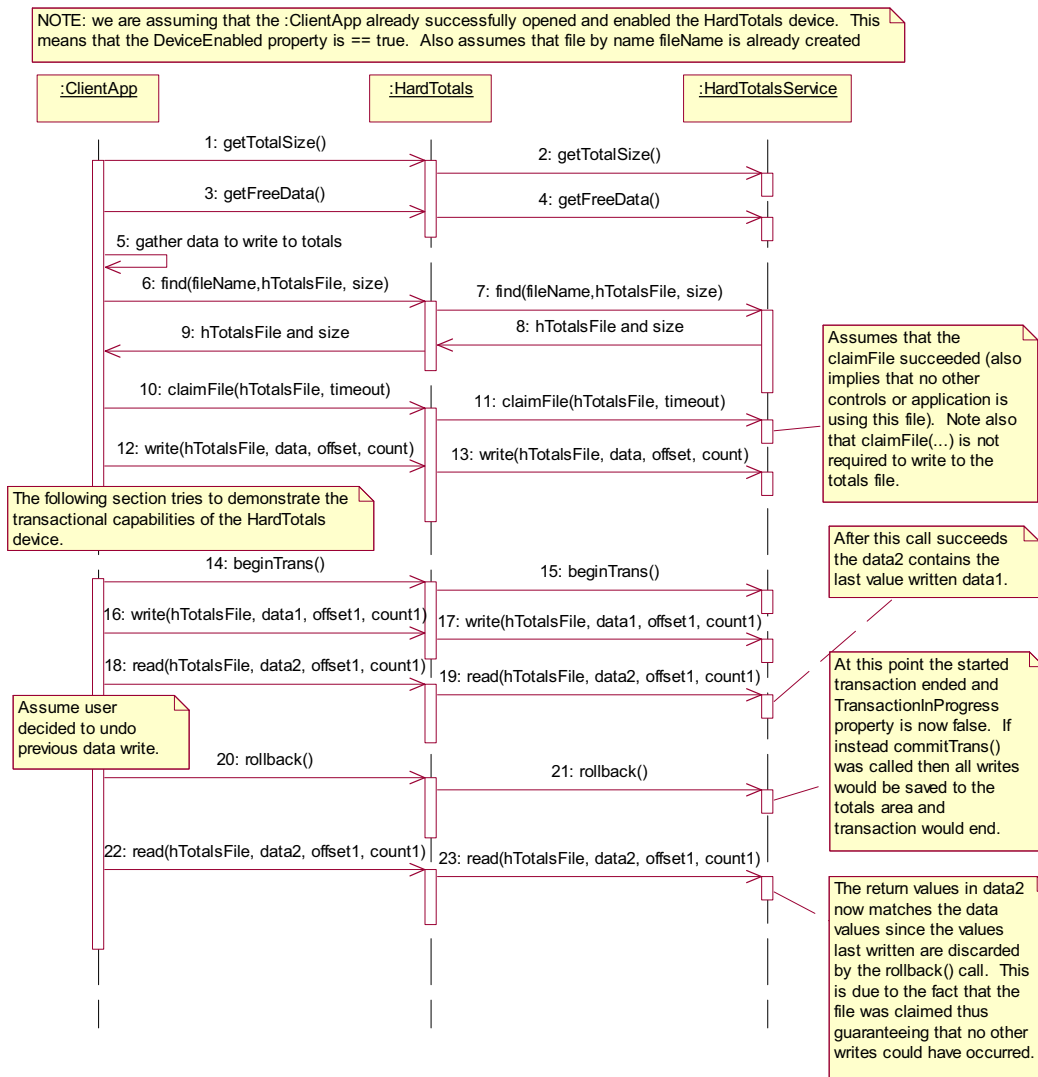 NOTE: we are assuming that the :ClientApp already successfully opened and enabled the HardTotals device.  This
means that the DeviceEnabled property is == true.  Also assumes that file by name fileName is already created
:ClientApp
:HardTotals
:HardTotalsService
1: getTotalSize()
2: getTotalSize()
3: getFreeData()
4: getFreeData()
5: gather data to write to totals
6: find(fileName,hTotalsFile, size)
7: find(fileName,hTotalsFile, size)
8: hTotalsFile and size
9: hTotalsFile and size
Assumes that the
claimFile succeeded (also
implies that no other
controls or application is
using this file).  Note also
that claimFile(...) is not
required to write to the
totals file.
10: claimFile(hTotalsFile, timeout)
11: claimFile(hTotalsFile, timeout)
12: write(hTotalsFile, data, offset, count)
13: write(hTotalsFile, data, offset, count)
The following section tries to demonstrate the
transactional capabilities of the HardTotals
device.
After this call succeeds
the data2 contains the
last value written data1.
14: beginTrans()
15: beginTrans()
16: write(hTotalsFile, data1, offset1, count1)
17: write(hTotalsFile, data1, offset1, count1)
18: read(hTotalsFile, data2, offset1, count1)
19: read(hTotalsFile, data2, offset1, count1)
At this point the started
transaction ended and
TransactionInProgress
property is now false.  If
instead commitTrans()
was called then all writes
would be saved to the
totals area and
transaction would end.
Assume user
decided to undo
previous data write.
20: rollback()
21: rollback()
22: read(hTotalsFile, data2, offset1, count1)
23: read(hTotalsFile, data2, offset1, count1)
The return values in data2
now matches the data
values since the values
last written are discarded
by the rollback() call.  This
is due to the fact that the
file was claimed thus
guaranteeing that no other
writes could have occurred.